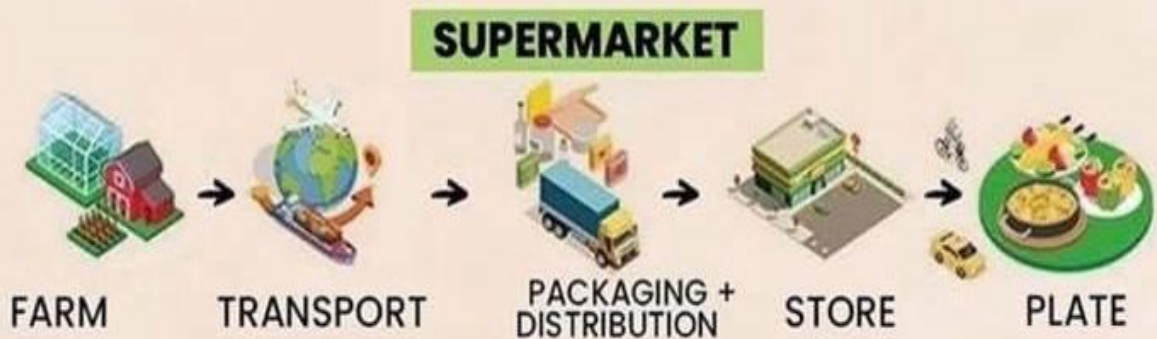 SUPERMARKET
FARM
TRANSPORT
PACKAGING +
DISTRIBUTION
STORE
PLATE